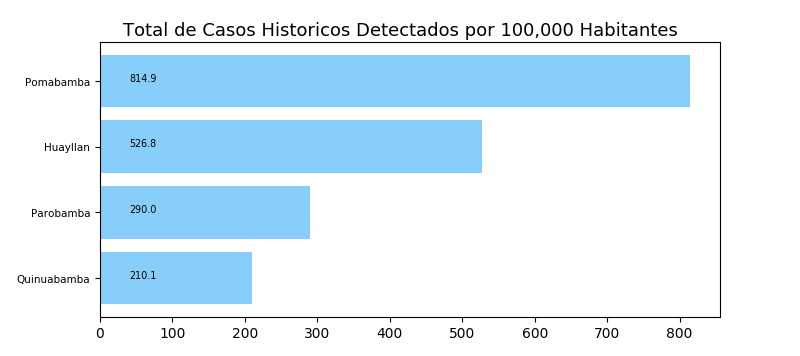 Total de Casos Historicos Detectados por 100,000 Habitantes
Pomabamba 814.9
Huayllan 526.8
Parobamba 290.0
Quinuabamba 210.1
0 100 200 300 400 500 600 700 800